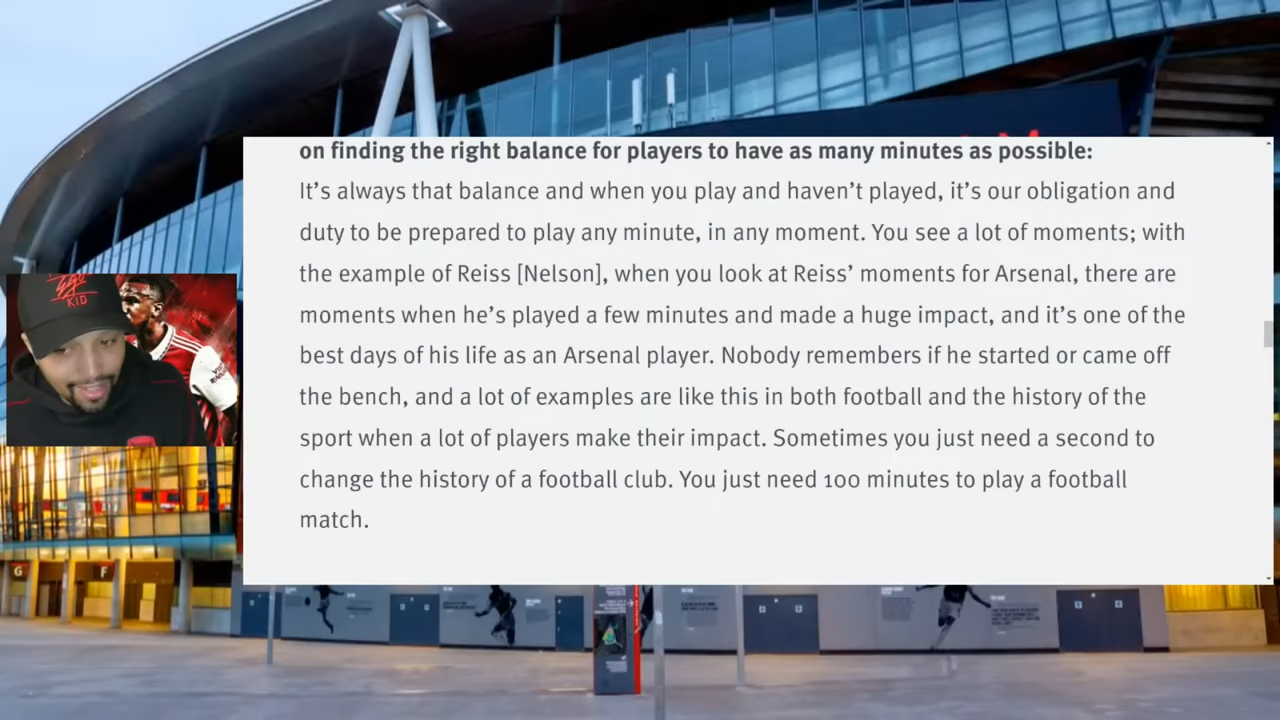 on finding the right balance for players to have as many minutes as possible:
It’s always that balance and when you play and haven’t played, it’s our obligation and
duty to be prepared to play any minute, in any moment. You see a lot of moments; with
the example of Reiss [Nelson], when you look at Reiss’ moments for Arsenal, there are
moments when he’s played a few minutes and made a huge impact, and it’s one of the
best days of his life as an Arsenal player. Nobody remembers if he started or came off
the bench, and a lot of examples are like this in both football and the history of the
sport when a lot of players make their impact. Sometimes you just need a second to
change the history of a football club. You just need 100 minutes to play a football
match.
KID
G
F